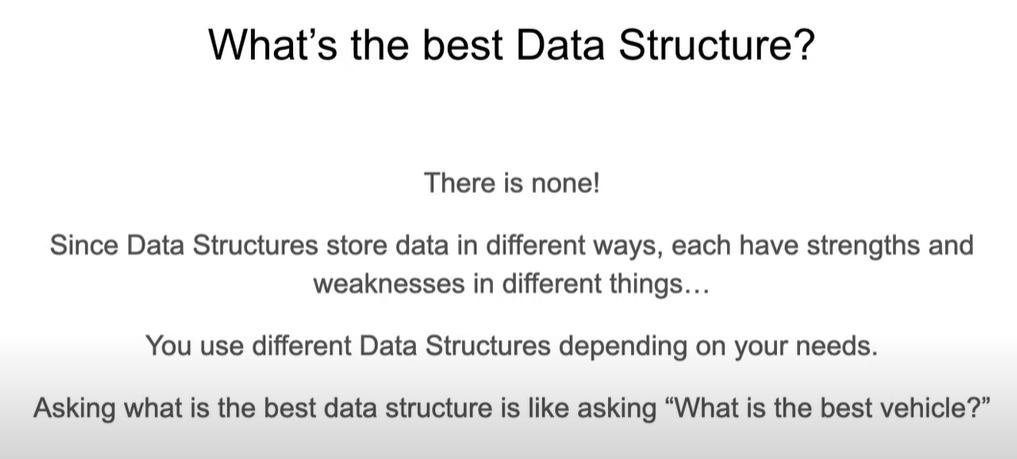 What's the best Data Structure?
There is none!
Since Data Structures store data in different ways, each have strengths and
weaknesses in different things…
You use different Data Structures depending on your needs.
Asking what is the best data structure is like asking “What is the best vehicle?”